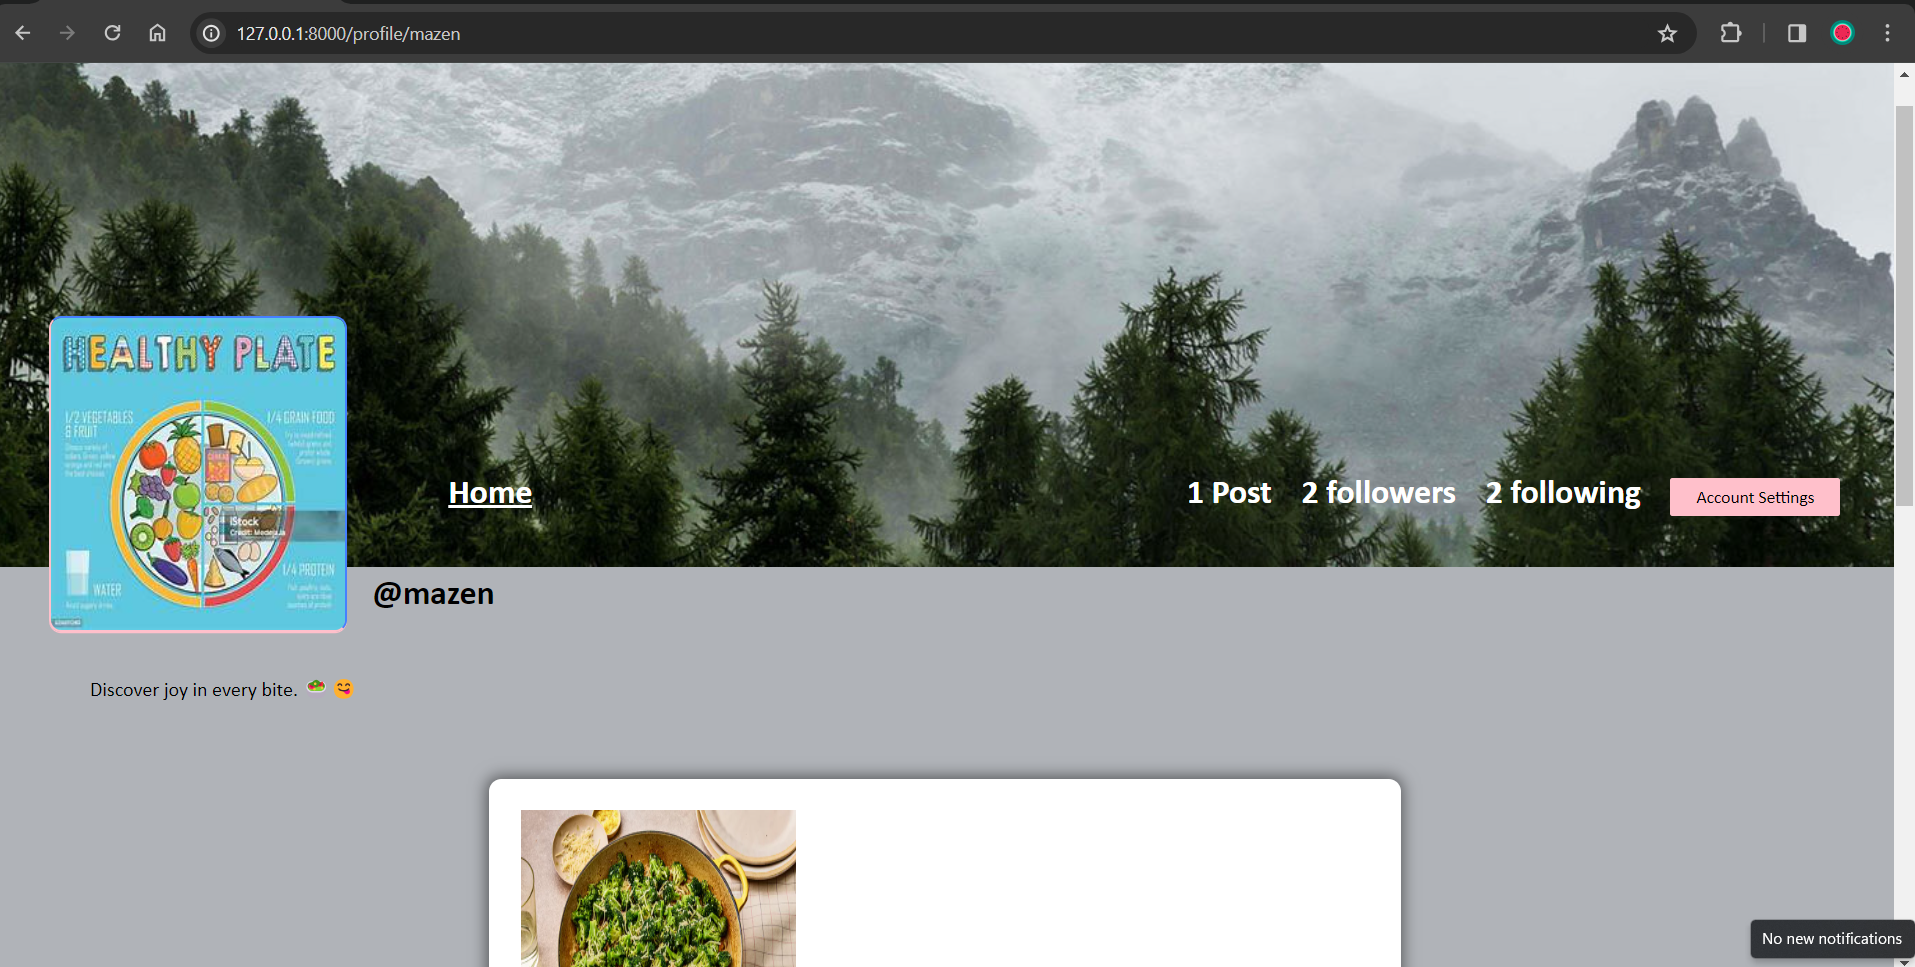 127.0.0.1:8000/profile/mazen
HEALTHY PLATE
1/2 VEGETABLES
& FRUIT
1/4 GRAIN FOOD
iStock
1/4 PROTEIN
WATER
Home
1 Post
2 followers
2 following
Account Settings
@mazen
Discover joy in every bite. 🥗 😋
No new notifications